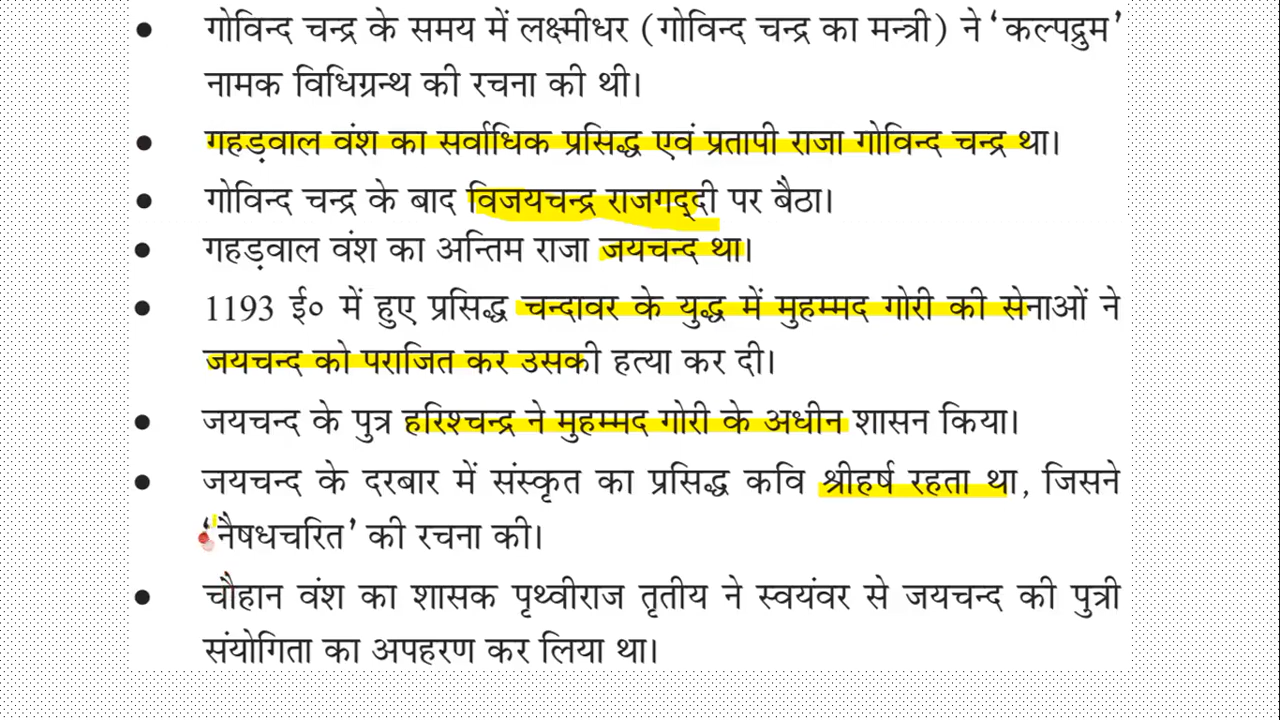 • गोविन्द चन्द्र के समय में लक्ष्मीधर (गोविन्द चन्द्र का मन्त्री) ने ‘कल्पद्रुम’
नामक विधिग्रन्थ की रचना की थी।
• गहड़वाल वंश का सर्वाधिक प्रसिद्ध एवं प्रतापी राजा गोविन्द चन्द्र था।
• गोविन्द चन्द्र के बाद विजयचन्द्र राजगद्दी पर बैठा।
• गहड़वाल वंश का अन्तिम राजा जयचन्द था।
• 1193 ई० में हुए प्रसिद्ध चन्दावर के युद्ध में मुहम्मद गोरी की सेनाओं ने
जयचन्द को पराजित कर उसकी हत्या कर दी।
• जयचन्द के पुत्र हरिश्चन्द्र ने मुहम्मद गोरी के अधीन शासन किया।
• जयचन्द के दरबार में संस्कृत का प्रसिद्ध कवि श्रीहर्ष रहता था, जिसने
‘नैषधचरित’ की रचना की।
• चौहान वंश का शासक पृथ्वीराज तृतीय ने स्वयंवर से जयचन्द की पुत्री
संयोगिता का अपहरण कर लिया था।